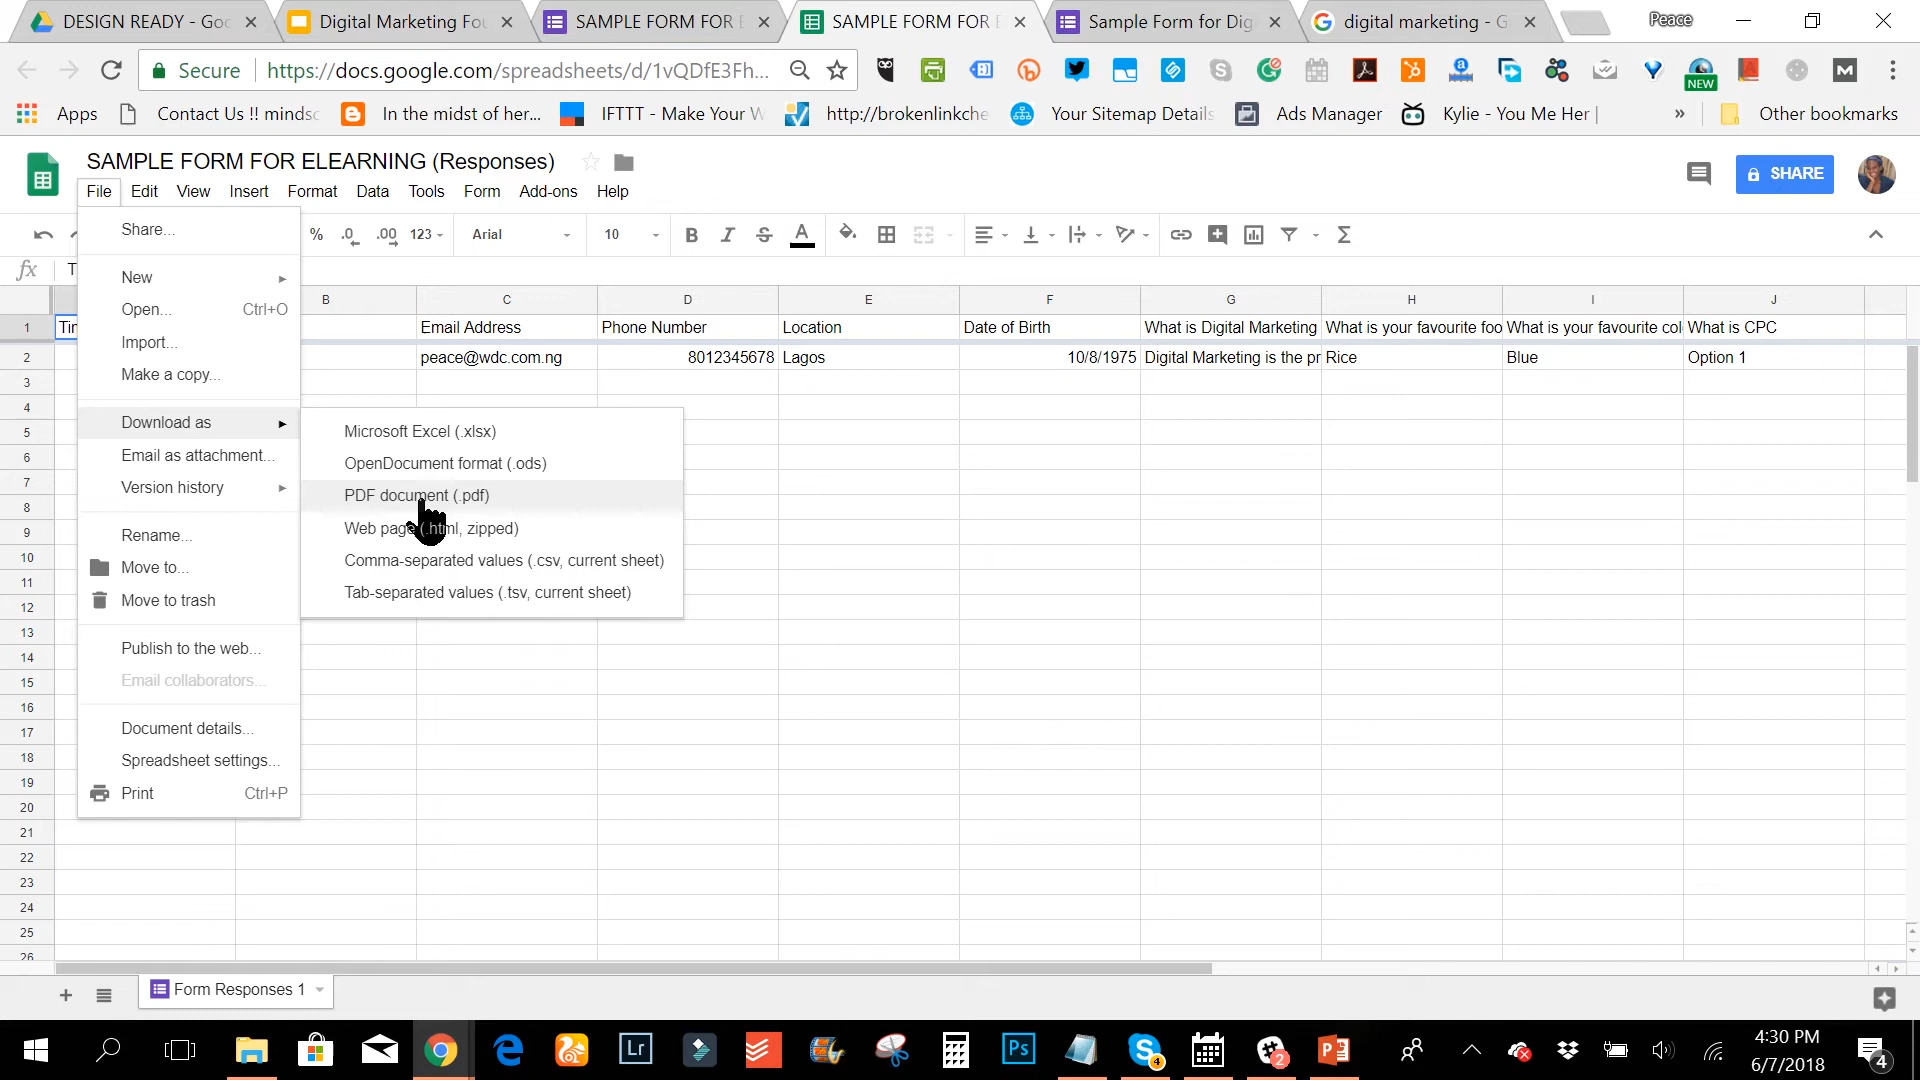 DESIGN READY - Goo
Digital Marketing Fou
SAMPLE FORM FOR E
SAMPLE FORM FOR E
Sample Form for Dig
digital marketing - G
Peace
Secure
https://docs.google.com/spreadsheets/d/1vQDfE3Fh...
NEW
Apps
Contact Us !! mindsc
In the midst of her...
IFTTT - Make Your W
http://brokenlinkche
Your Sitemap Details
Ads Manager
Kylie - You Me Her |
»
Other bookmarks
SAMPLE FORM FOR ELEARNING (Responses)
File Edit View Insert Format Data Tools Form Add-ons Help
SHARE
% .0 .00 123 Arial 10 B I S A
fx T
B C D E F G H I J
1 Tir Email Address Phone Number Location Date of Birth What is Digital Marketing What is your favourite foo What is your favourite col What is CPC
2 peace@wdc.com.ng 8012345678 Lagos 10/8/1975 Digital Marketing is the pr Rice Blue Option 1
3
4
5
6
7
8
9
10
11
12
13
14
15
16
17
18
19
20
21
22
23
24
25
26
Share...
New
Open... Ctrl+O
Import...
Make a copy...
Download as
Email as attachment...
Version history
Rename...
Move to...
Move to trash
Publish to the web...
Email collaborators...
Document details...
Spreadsheet settings...
Print Ctrl+P
Microsoft Excel (.xlsx)
OpenDocument format (.ods)
PDF document (.pdf)
Web page (.html, zipped)
Comma-separated values (.csv, current sheet)
Tab-separated values (.tsv, current sheet)
Form Responses 1
Lr
Ps
4
2
4:30 PM
6/7/2018
4